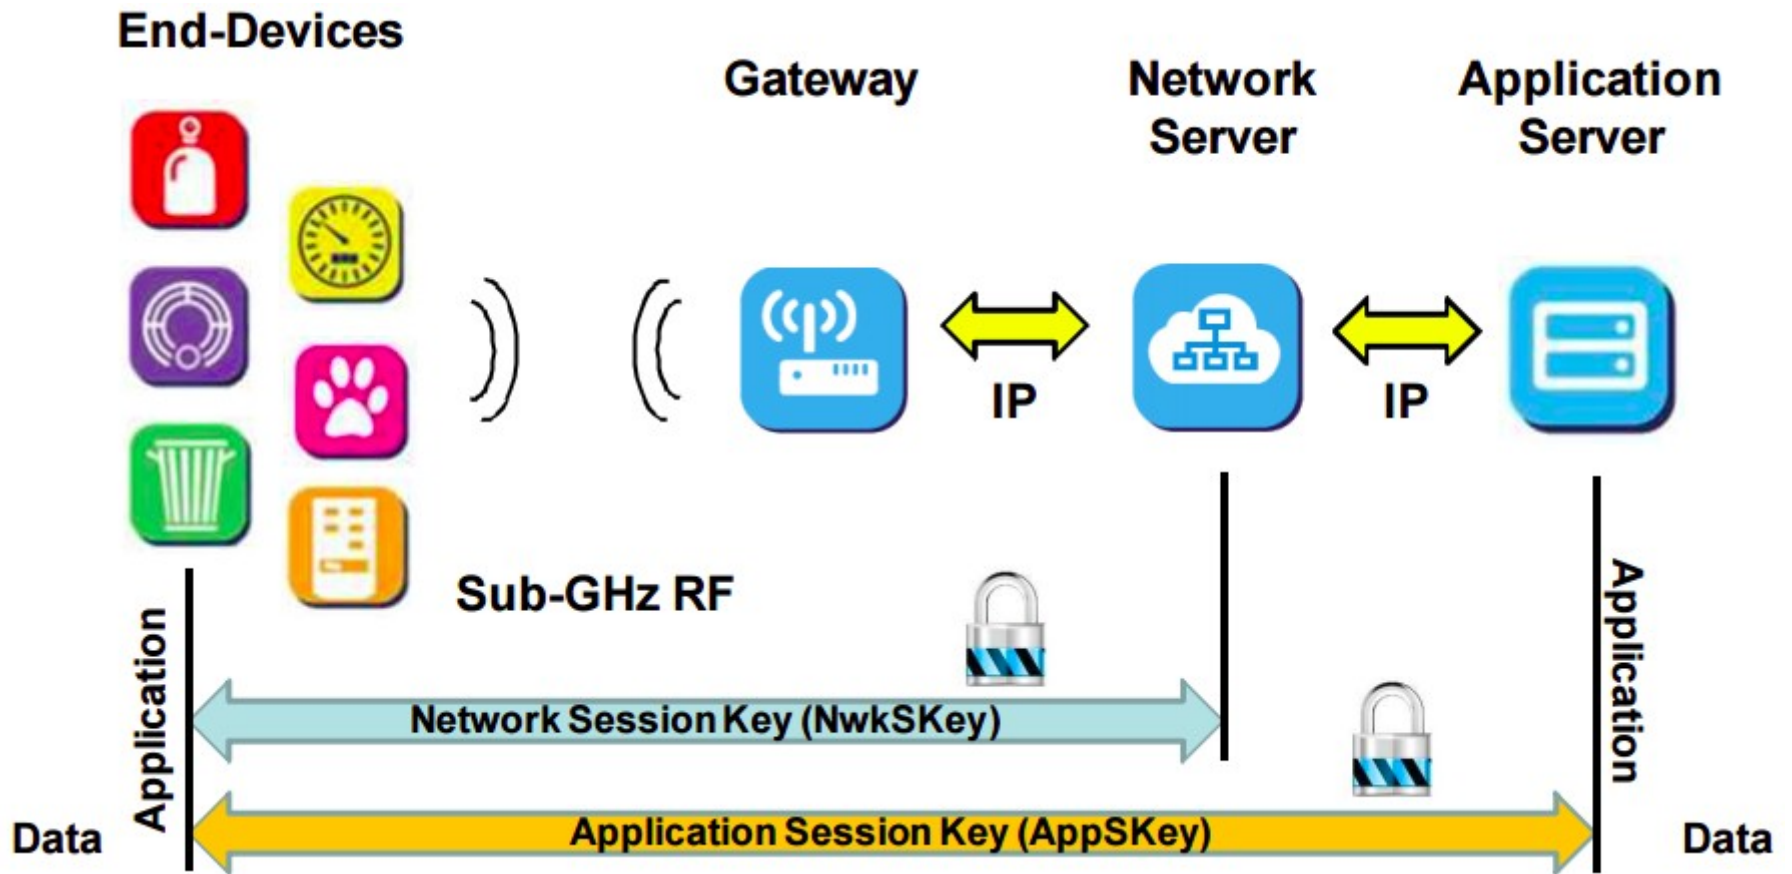 End-Devices
Gateway
Network
Server
Application
Server
IP
IP
Sub-GHz RF
Application
Application
Network Session Key (NwkSKey)
Application Session Key (AppSKey)
Data
Data